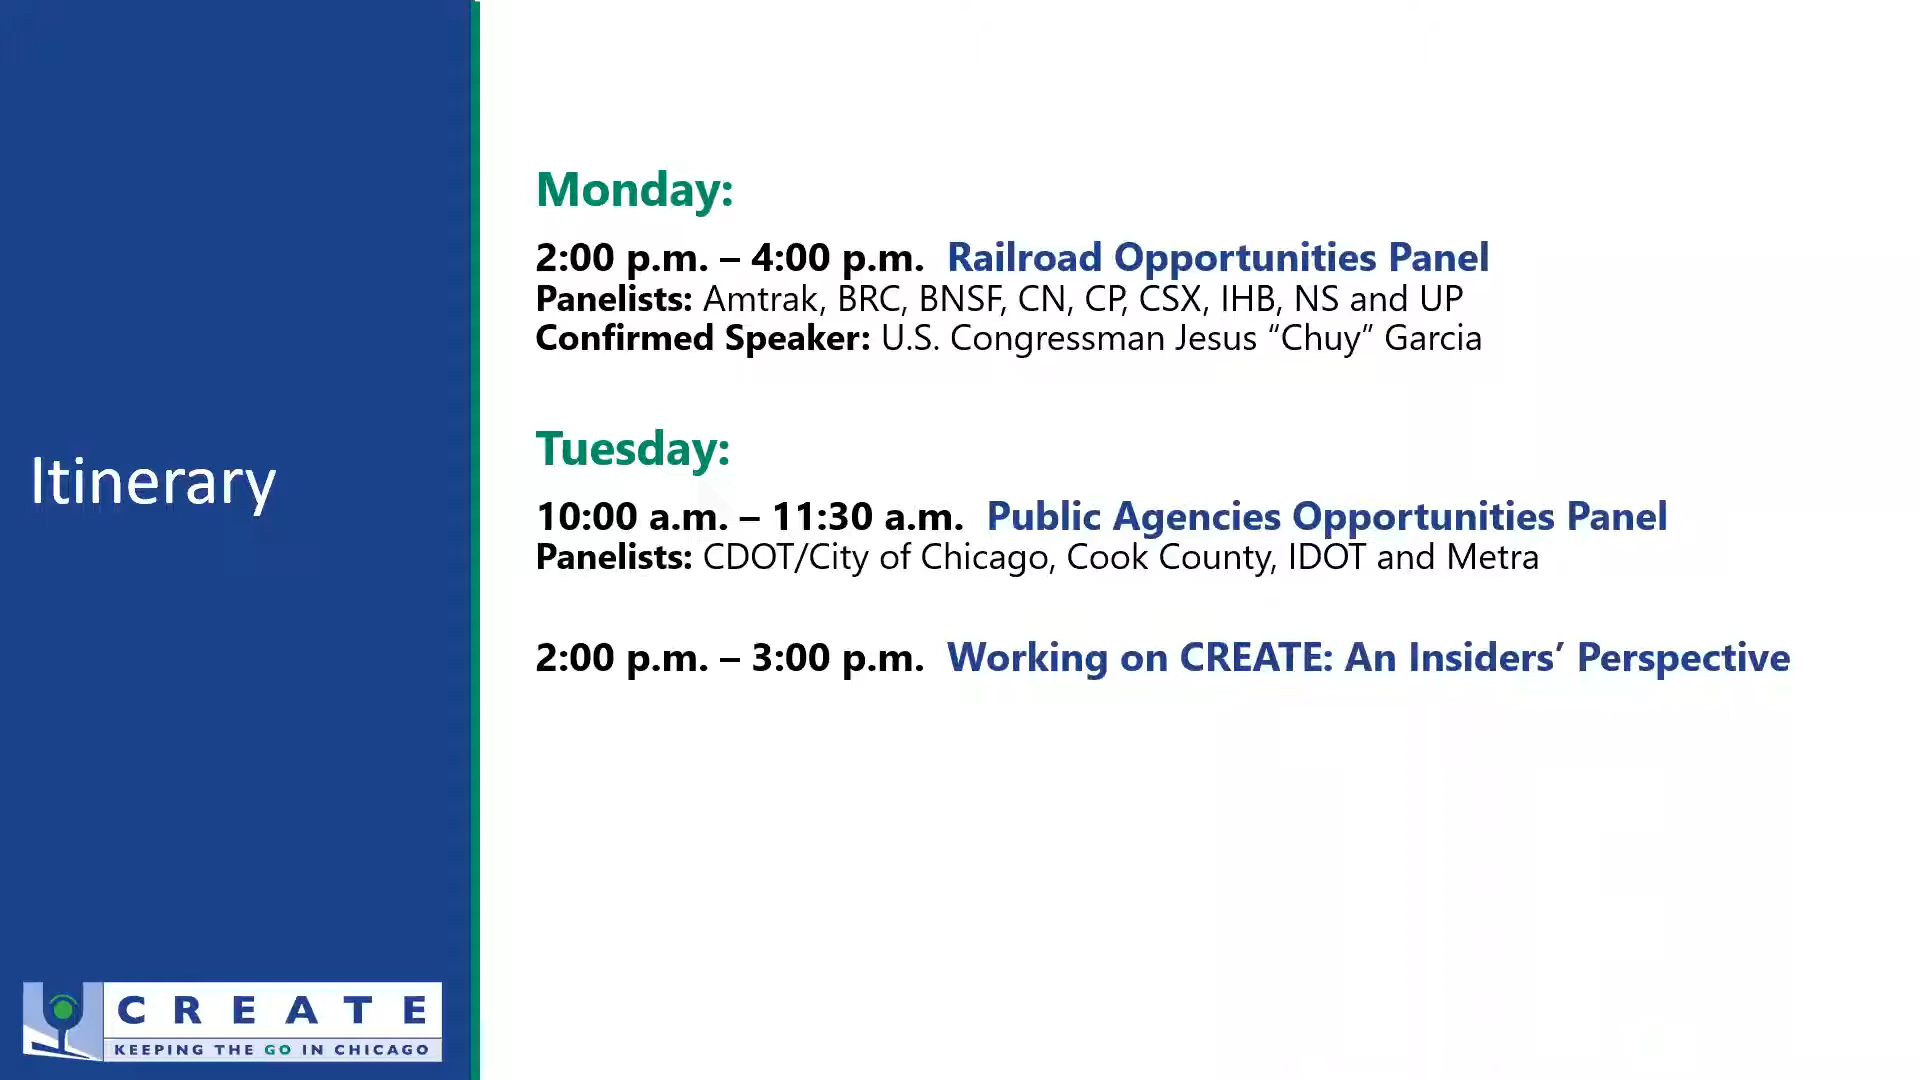 Itinerary
Monday:
2:00 p.m. – 4:00 p.m. Railroad Opportunities Panel
Panelists: Amtrak, BRC, BNSF, CN, CP, CSX, IHB, NS and UP
Confirmed Speaker: U.S. Congressman Jesus “Chuy” Garcia
Tuesday:
10:00 a.m. – 11:30 a.m. Public Agencies Opportunities Panel
Panelists: CDOT/City of Chicago, Cook County, IDOT and Metra
2:00 p.m. – 3:00 p.m. Working on CREATE: An Insiders’ Perspective
CREATE
KEEPING THE GO IN CHICAGO